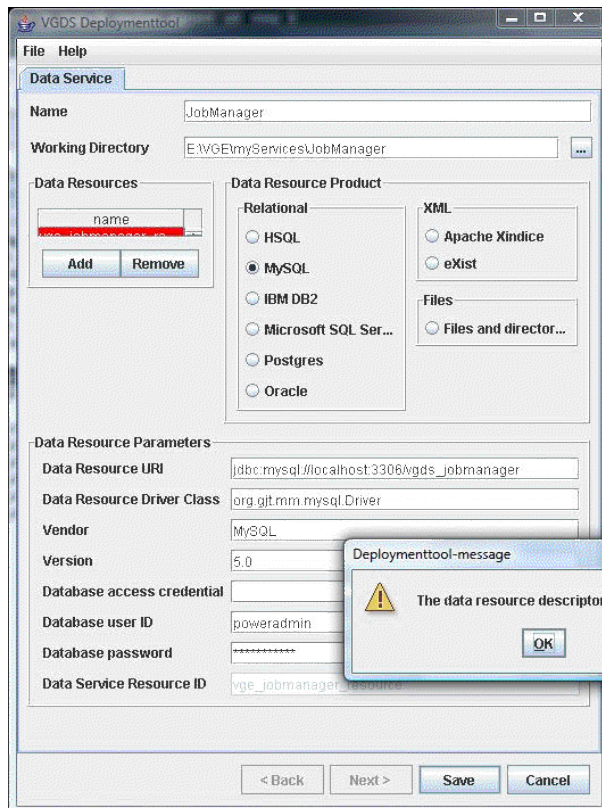 VGDS Deploymenttool
File Help
Data Service
Name JobManager
Working Directory E:\VGE\myServices\JobManager ...
Data Resources
name
vge_jobmanager_re...
Add Remove
Data Resource Product
Relational
HSQL
MySQL
IBM DB2
Microsoft SQL Ser...
Postgres
Oracle
XML
Apache Xindice
eXist
Files
Files and director...
Data Resource Parameters
Data Resource URI jdbc:mysql://localhost:3306/vgds_jobmanager
Data Resource Driver Class org.gjt.mm.mysql.Driver
Vendor MySQL
Version 5.0
Database access credential
Database user ID poweradmin
Database password ***********
Data Service Resource ID vge_jobmanager_resource
Deploymenttool-message
The data resource descriptor
OK
< Back Next > Save Cancel